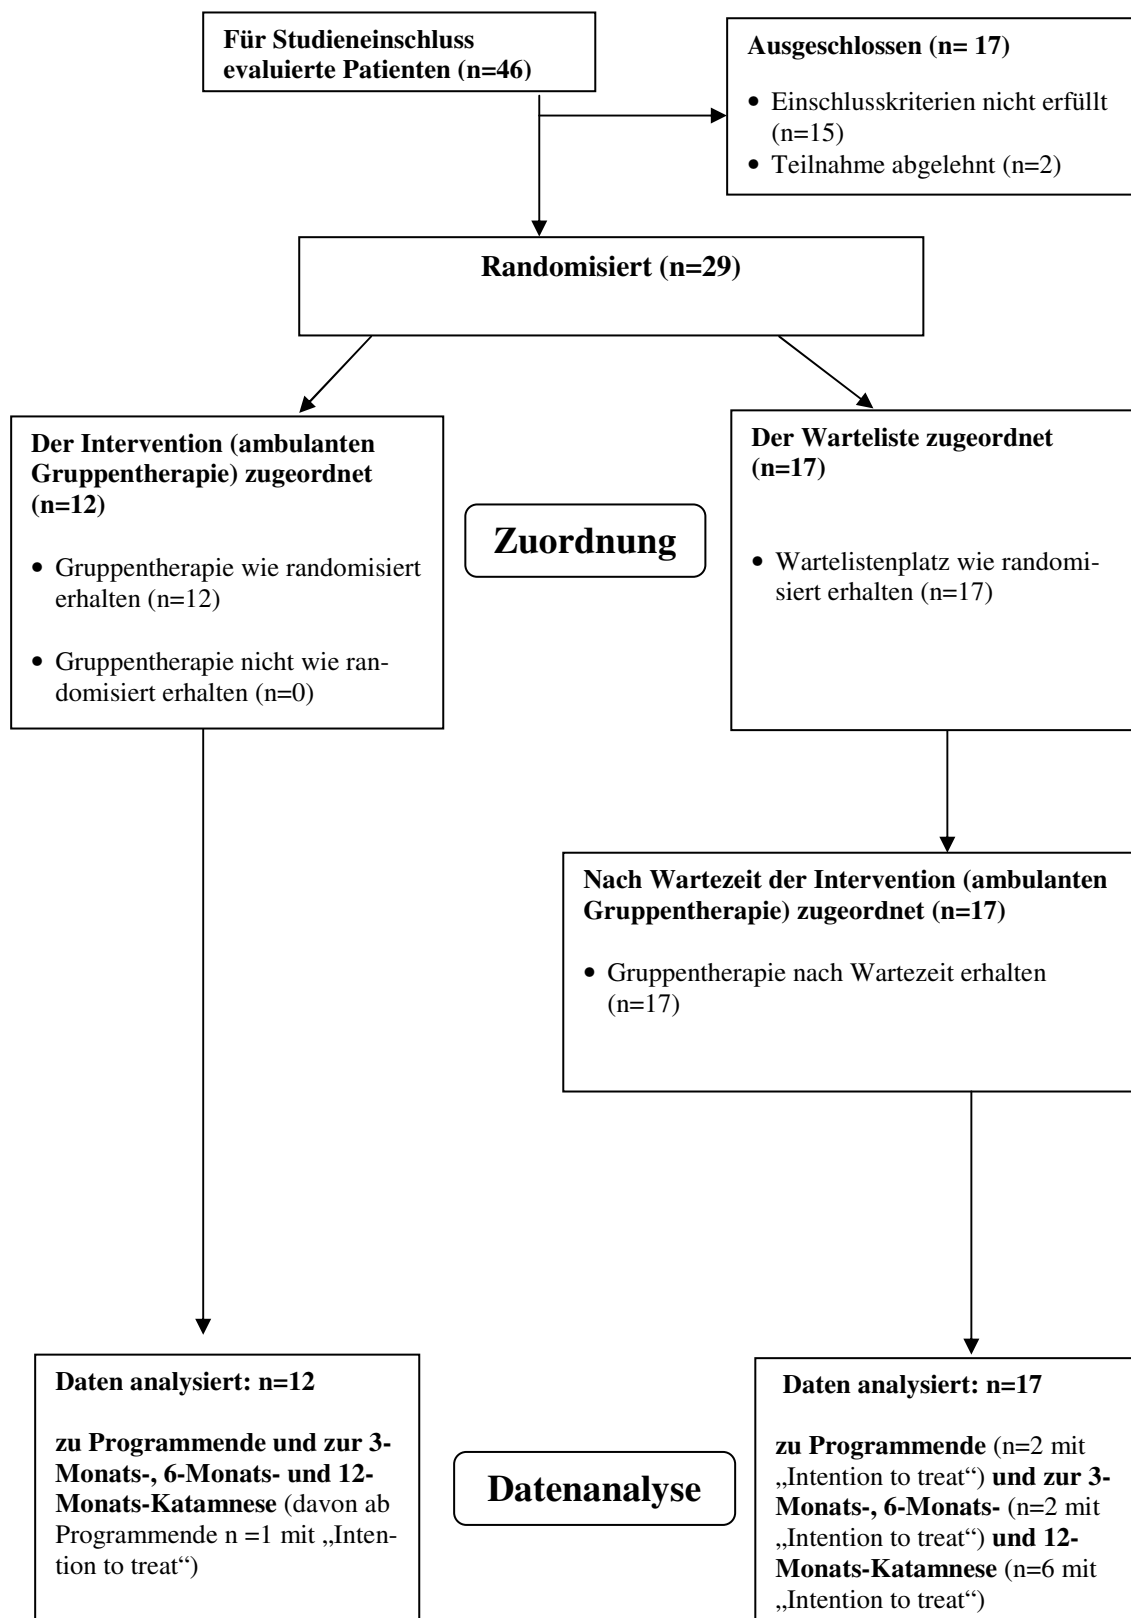 Für Studieneinschluss
evaluierte Patienten (n=46)
Ausgeschlossen (n= 17)
• Einschlusskriterien nicht erfüllt
(n=15)
• Teilnahme abgelehnt (n=2)
Randomisiert (n=29)
Der Intervention (ambulanten
Gruppentherapie) zugeordnet
(n=12)
• Gruppentherapie wie randomisiert
erhalten (n=12)
• Gruppentherapie nicht wie ran-
domisiert erhalten (n=0)
Zuordnung
Der Warteliste zugeordnet
(n=17)
• Wartelistenplatz wie randomi-
siert erhalten (n=17)
Nach Wartezeit der Intervention (ambulanten
Gruppentherapie) zugeordnet (n=17)
• Gruppentherapie nach Wartezeit erhalten
(n=17)
Daten analysiert: n=12
zu Programmende und zur 3-
Monats-, 6-Monats- und 12-
Monats-Katamnese (davon ab
Programmende n =1 mit „Inten-
tion to treat“)
Datenanalyse
Daten analysiert: n=17
zu Programmende (n=2 mit
„Intention to treat“) und zur 3-
Monats-, 6-Monats- (n=2 mit
„Intention to treat“) und 12-
Monats-Katamnese (n=6 mit
„Intention to treat“)